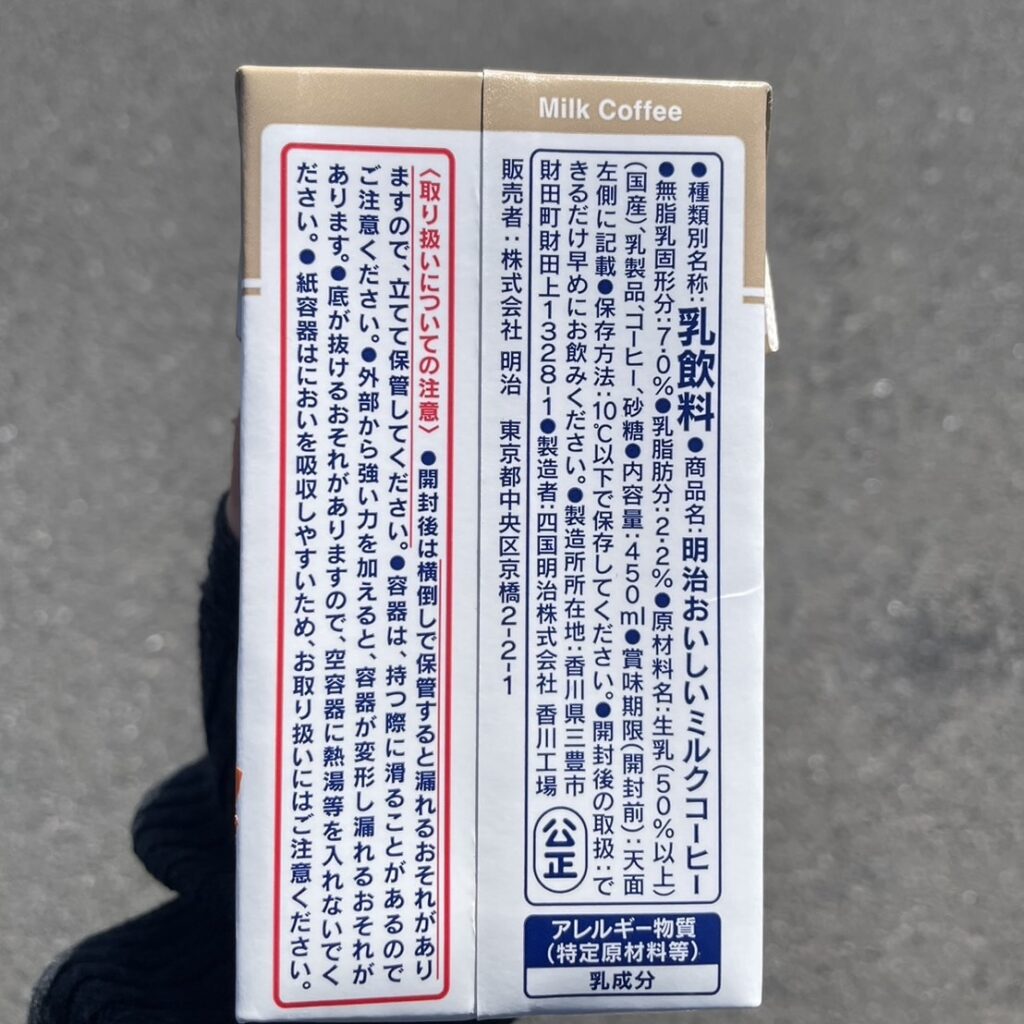 Milk Coffee
●種類別名称:乳飲料●商品名:明治おいしいミルクコーヒー
●無脂乳固形分:7.0%●乳脂肪分:2.2%●原材料名:生乳(50%以上)
(国産)、乳製品、コーヒー、砂糖●内容量:450ml●賞味期限(開封前):天面
左側に記載●保存方法:10℃以下で保存してください。●開封後の取扱:で
きるだけ早めにお飲みください。●製造所所在地:香川県三豊市
財田町財田上1328-1●製造者:四国明治株式会社 香川工場
販売者:株式会社 明治 東京都中央区京橋2-2-1
公正
アレルギー物質
(特定原材料等)
乳成分
〈取り扱いについての注意〉●開封後は横倒しで保管すると漏れるおそれがあり
ますので、立てて保管してください。●容器は、持つ際に滑ることがあるので
ご注意ください。●外部から強い力を加えると、容器が変形し漏れるおそれが
あります。●底が抜けるおそれがありますので、空容器に熱湯等を入れないでく
ださい。●紙容器はにおいを吸収しやすいため、お取り扱いにはご注意ください。